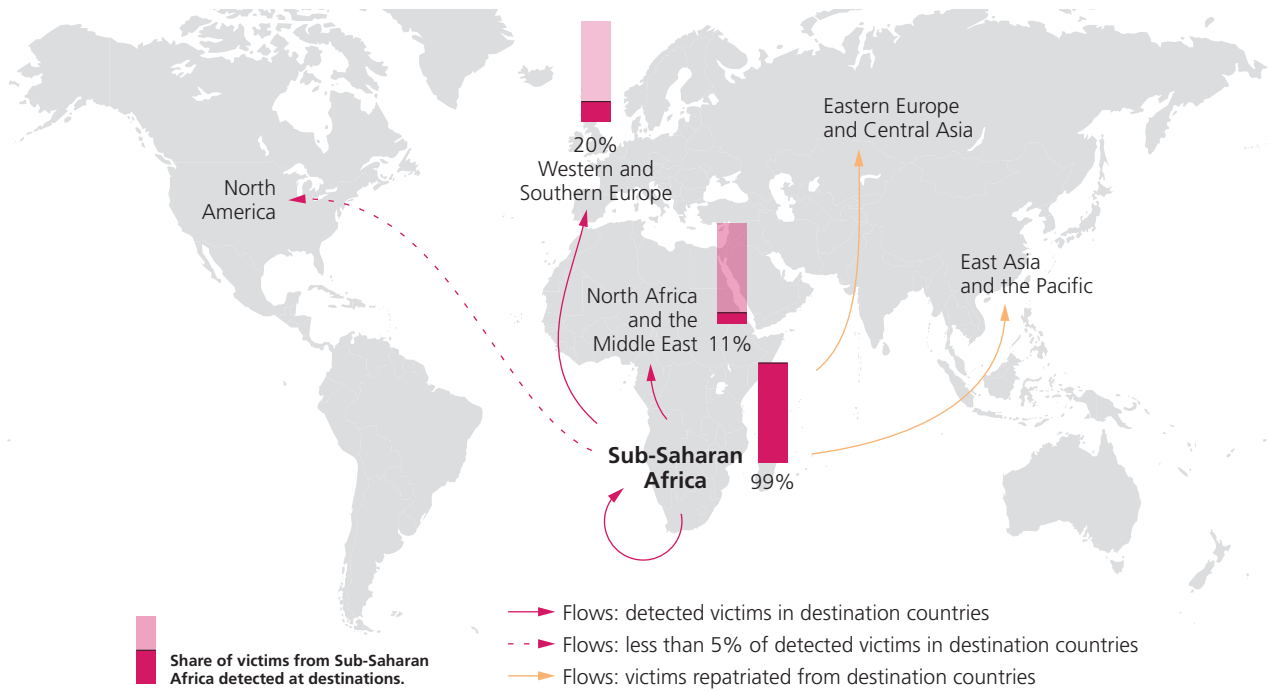 20%
Western and
Southern Europe
Eastern Europe
and Central Asia
North
America
East Asia
and the Pacific
North Africa
and the
Middle East
11%
Sub-Saharan
Africa
99%
Share of victims from Sub-Saharan
Africa detected at destinations.
Flows: detected victims in destination countries
Flows: less than 5% of detected victims in destination countries
Flows: victims repatriated from destination countries